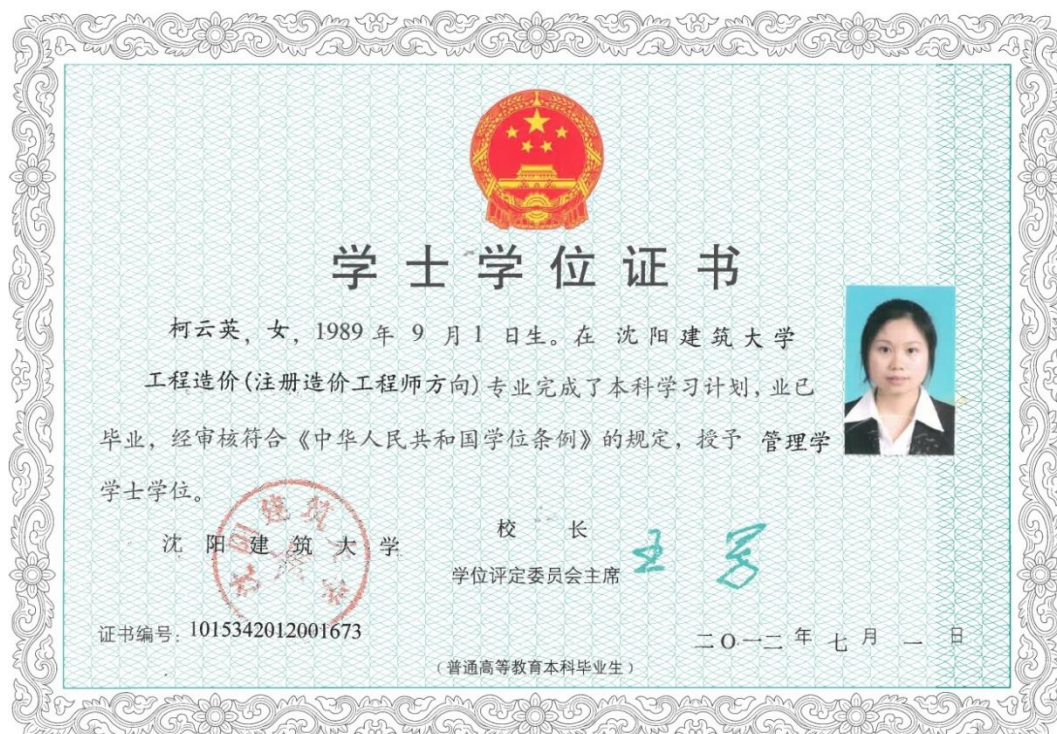 学士学位证书
柯云英, 女, 1989 年 9 月 1 日生。在 沈阳建筑大学
工程造价(注册造价工程师方向) 专业完成了本科学习计划, 业已
毕业, 经审核符合《中华人民共和国学位条例》的规定, 授予 管理学
学士学位。
沈阳建筑大学
沈阳建筑大学
校 长
学位评定委员会主席
证书编号: 1015342012001673
二〇一二 年 七 月 一 日
(普通高等教育本科毕业生)